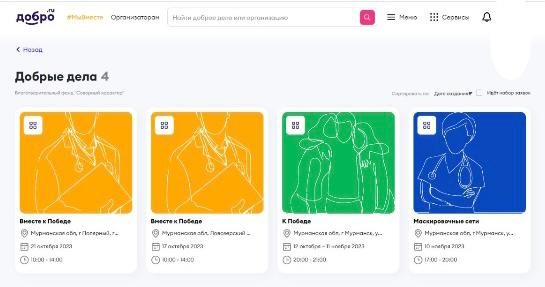 добро.ru
#МыВместе
Организаторам
Найти доброе дело или организацию
Меню
Сервисы
Назад
Добрые дела 4
Благотворительный фонд "Северный характер"
Сортировать по: Дата создания
Идёт набор заявок
Вместе к Победе
Мурманская обл, г Полярный, г...
21 октября 2023
10:00 - 14:00
Вместе к Победе
Мурманская обл, Ловозерский ...
17 октября 2023
10:00 - 14:00
К Победе
Мурманская обл, г Мурманск, у...
12 октября - 11 ноября 2023
20:00 - 21:00
Маскировочные сети
Мурманская обл, г Мурманск, у...
10 ноября 2023
17:00 - 20:00